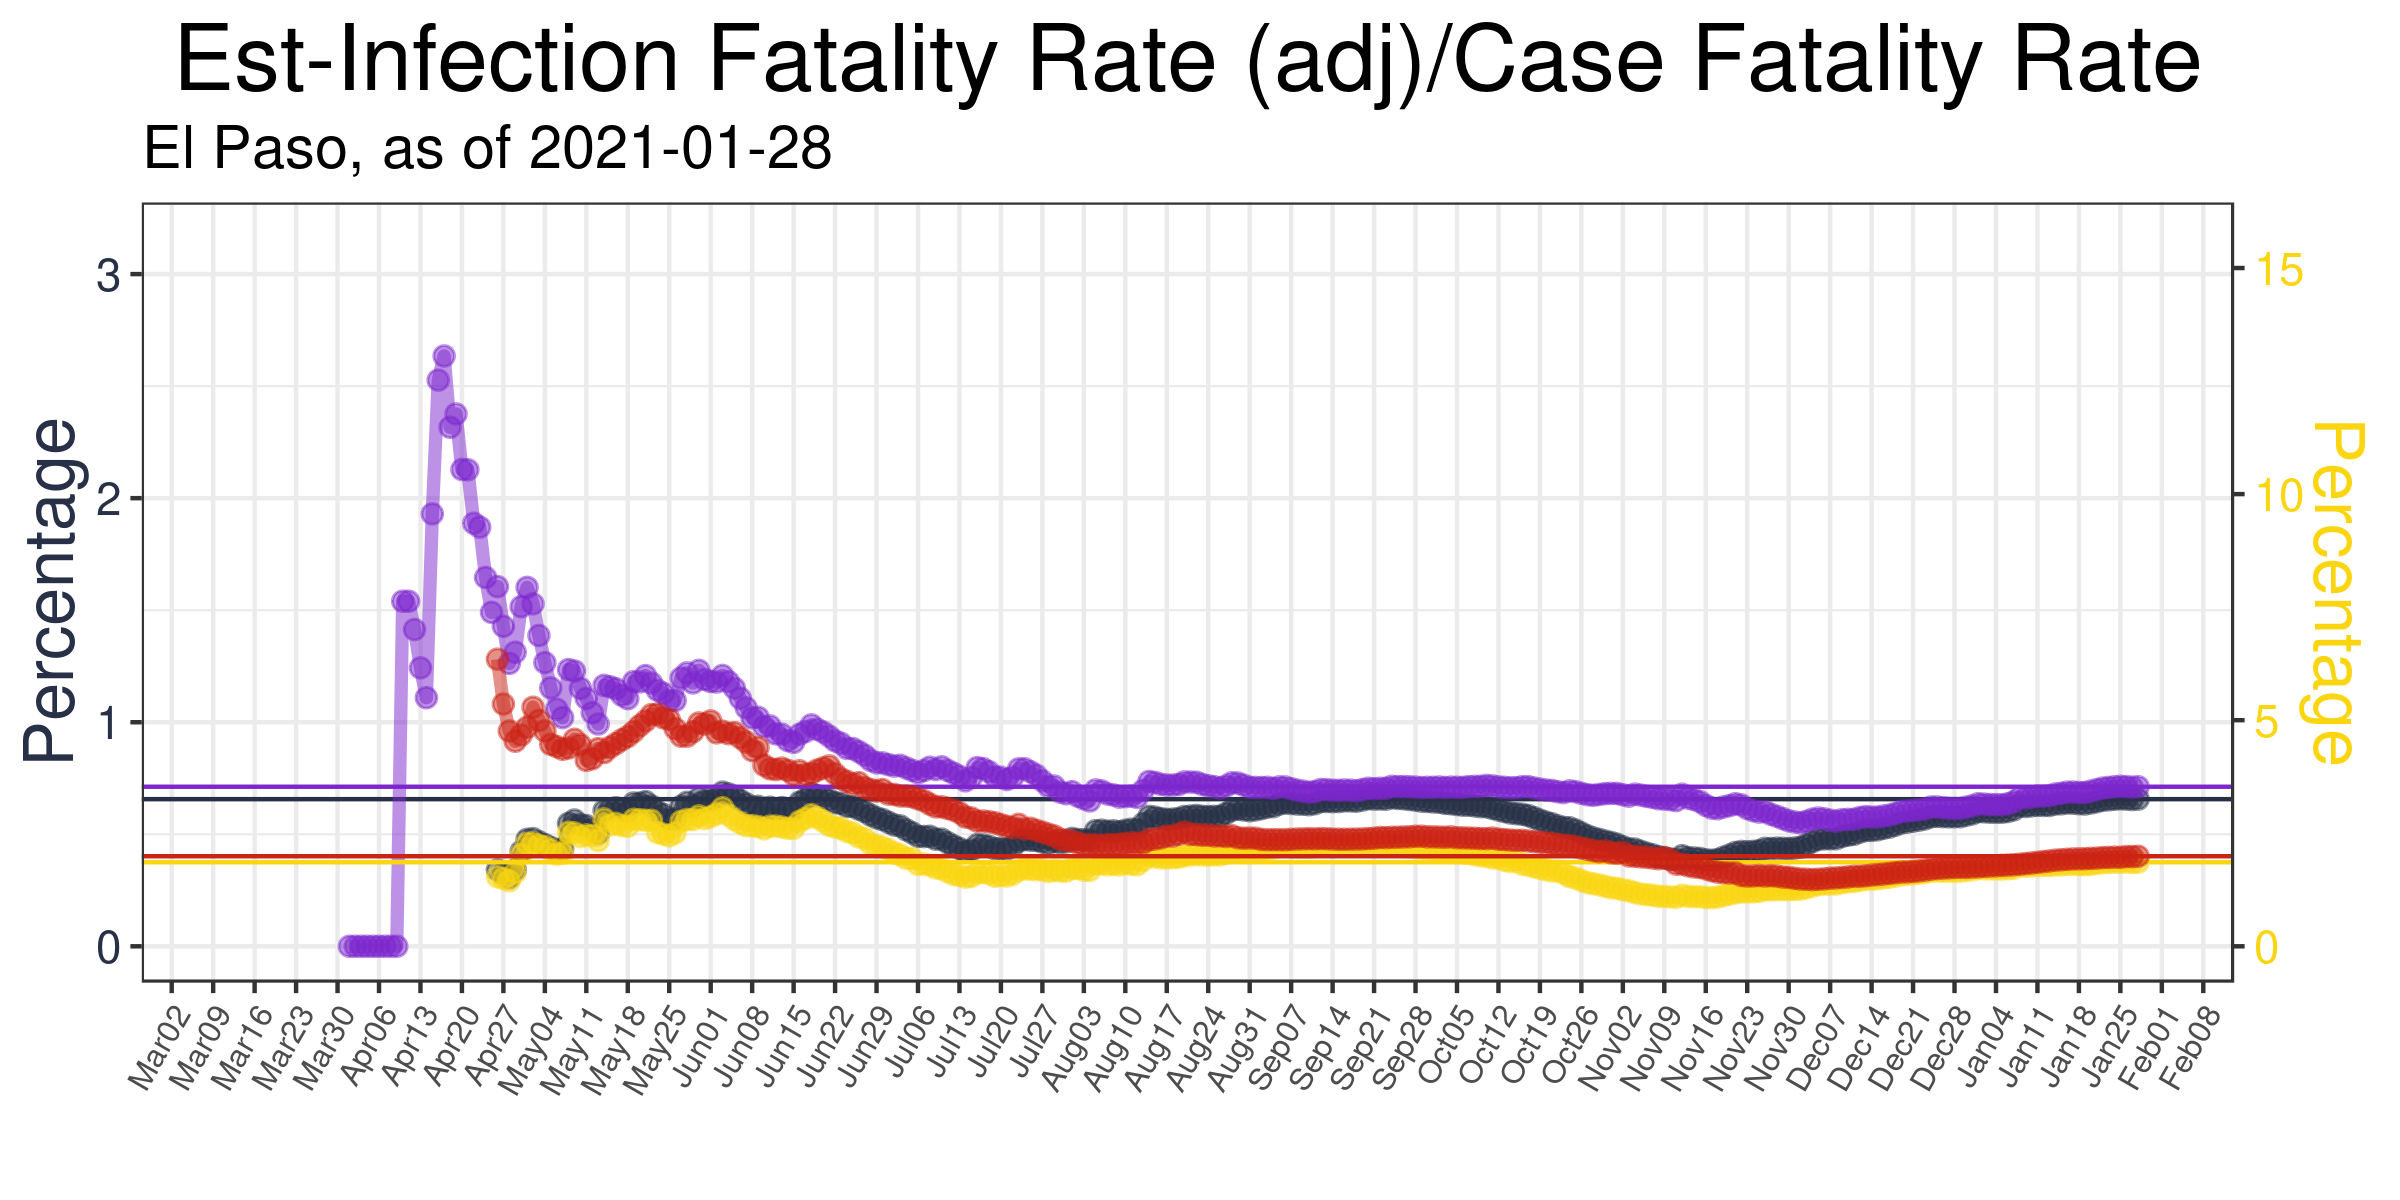 Est-Infection Fatality Rate (adj)/Case Fatality Rate
El Paso, as of 2021-01-28
Percentage
3
2
1
0
15
10
5
0
Percentage
Mar02
Mar09
Mar16
Mar23
Mar30
Apr06
Apr13
Apr20
Apr27
May04
May11
May18
May25
Jun01
Jun08
Jun15
Jun22
Jun29
Jul06
Jul13
Jul20
Jul27
Aug03
Aug10
Aug17
Aug24
Aug31
Sep07
Sep14
Sep21
Sep28
Oct05
Oct12
Oct19
Oct26
Nov02
Nov09
Nov16
Nov23
Nov30
Dec07
Dec14
Dec21
Dec28
Jan04
Jan11
Jan18
Jan25
Feb01
Feb08